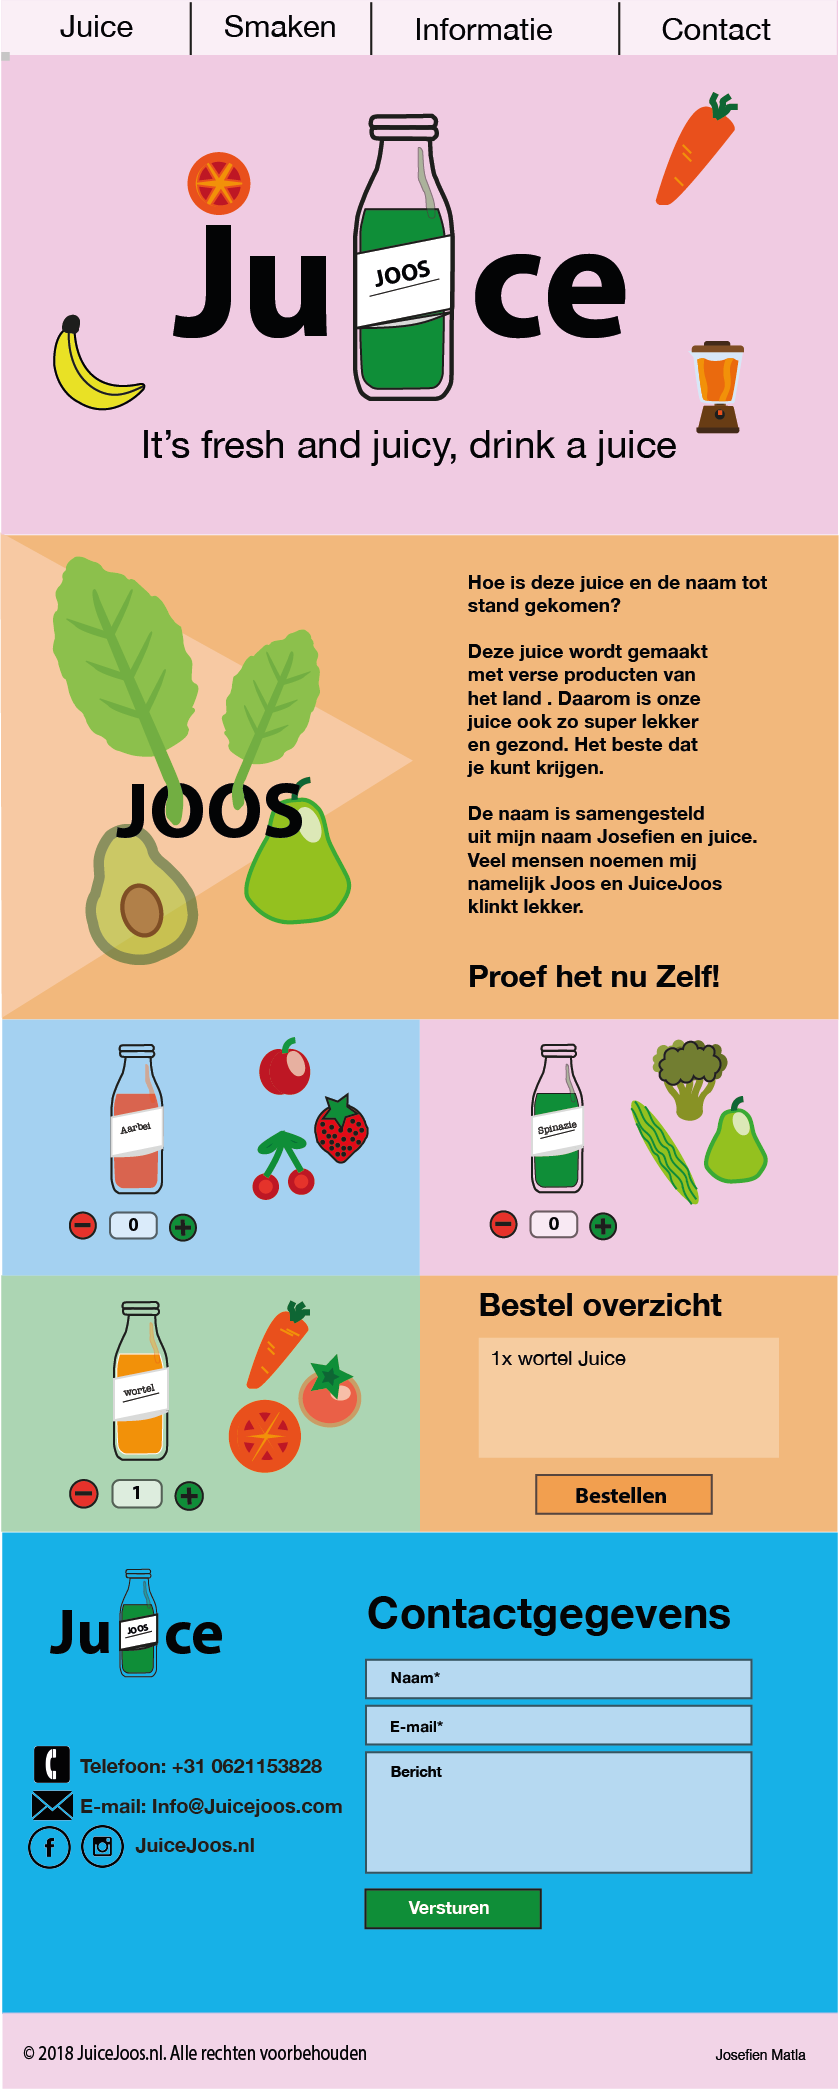 Juice Smaken Informatie Contact
Juice
JOOS
It's fresh and juicy, drink a juice
JOOS
Hoe is deze juice en de naam tot
stand gekomen?
Deze juice wordt gemaakt
met verse producten van
het land . Daarom is onze
juice ook zo super lekker
en gezond. Het beste dat
je kunt krijgen.
De naam is samengesteld
uit mijn naam Josefien en juice.
Veel mensen noemen mij
namelijk Joos en JuiceJoos
klinkt lekker.
Proef het nu Zelf!
Aarbei
0
Spinazie
0
wortel
1
Bestel overzicht
1x wortel Juice
Bestellen
Juice
JOOS
Telefoon: +31 0621153828
E-mail: Info@Juicejoos.com
f JuiceJoos.nl
Contactgegevens
Naam*
E-mail*
Bericht
Versturen
© 2018 JuiceJoos.nl. Alle rechten voorbehouden
Josefien Matla